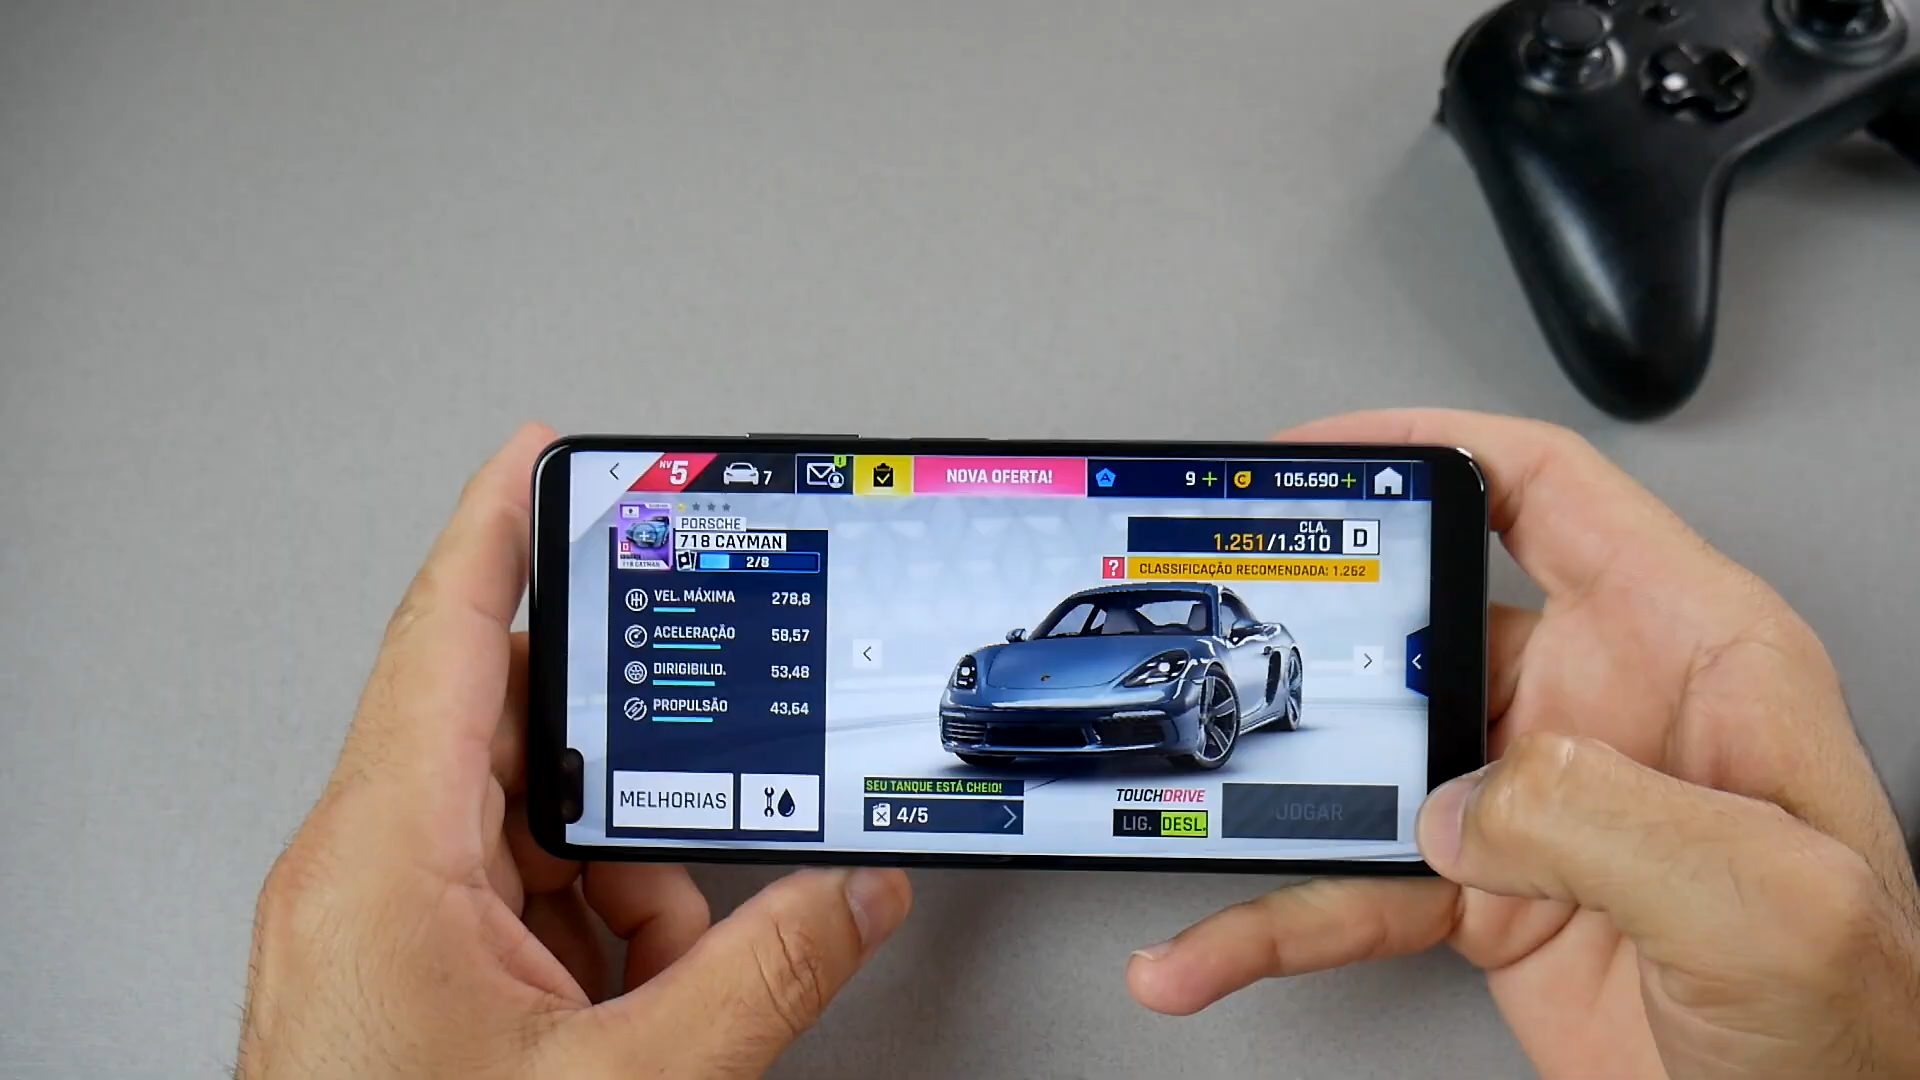 NV 5
7
NOVA OFERTA!
9+
105.690+
PORSCHE
718 CAYMAN
2/8
CLA.
1.251/1.310 D
? CLASSIFICAÇÃO RECOMENDADA: 1.262
VEL. MÁXIMA 278,8
ACELERAÇÃO 58,57
DIRIGIBILID. 53,48
PROPULSÃO 43,64
MELHORIAS
SEU TANQUE ESTÁ CHEIO!
4/5
TOUCHDRIVE
LIG. DESL.
JOGAR